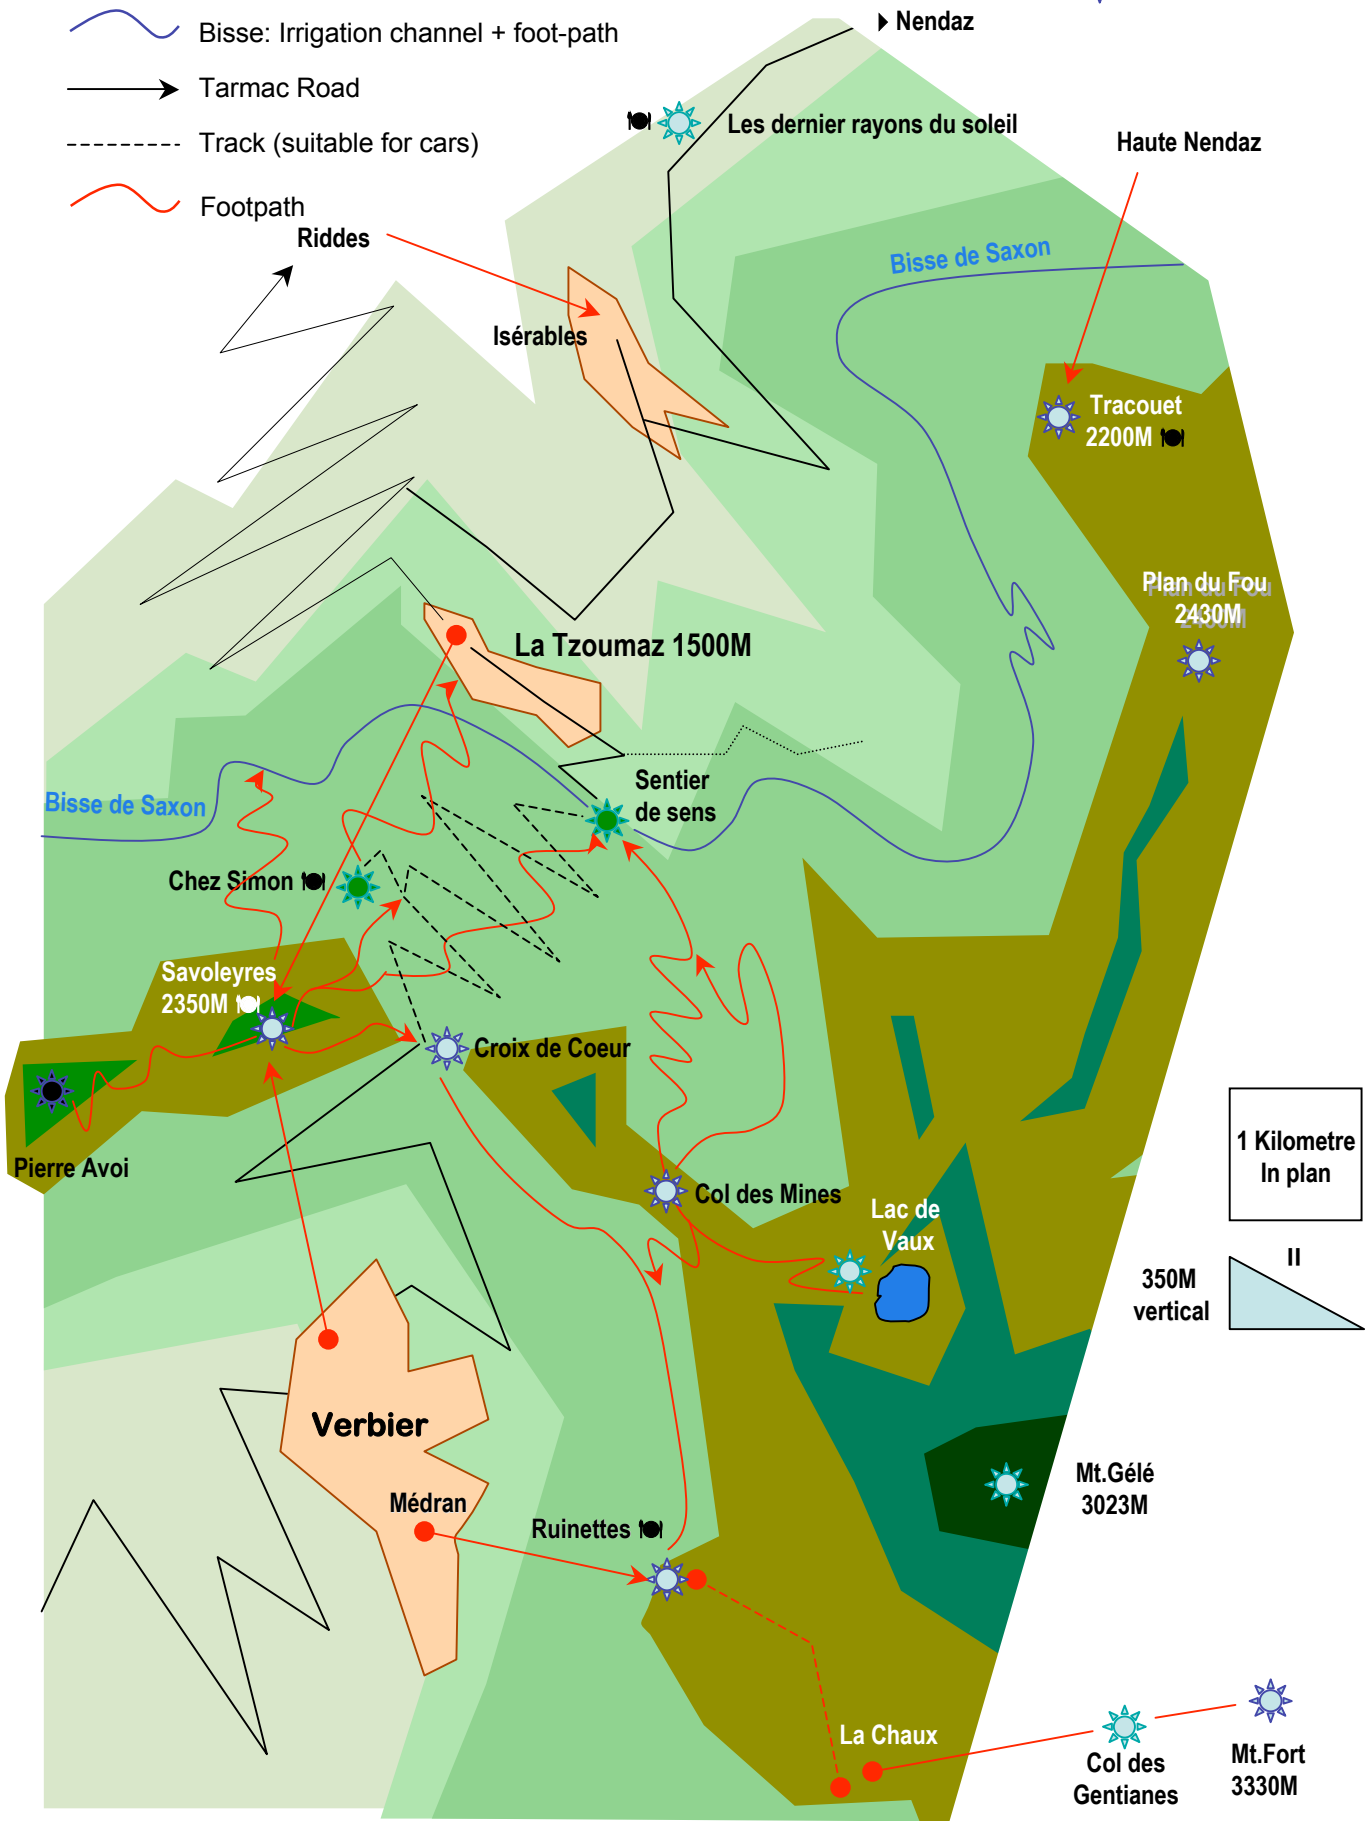 Nendaz
Bisse: Irrigation channel + foot-path
Tarmac Road
Track (suitable for cars)
Footpath
Les dernier rayons du soleil
Haute Nendaz
Riddes
Bisse de Saxon
Isérables
Tracouet
2200M
Plan du Fou
2430M
La Tzoumaz 1500M
Sentier
de sens
Bisse de Saxon
Chez Simon
Savoleyres
2350M
Croix de Coeur
Pierre Avoi
1 Kilometre
In plan
Col des Mines
Lac de
Vaux
II
350M
vertical
Verbier
Mt.Gélé
3023M
Médran
Ruinettes
La Chaux
Col des
Gentianes
Mt.Fort
3330M